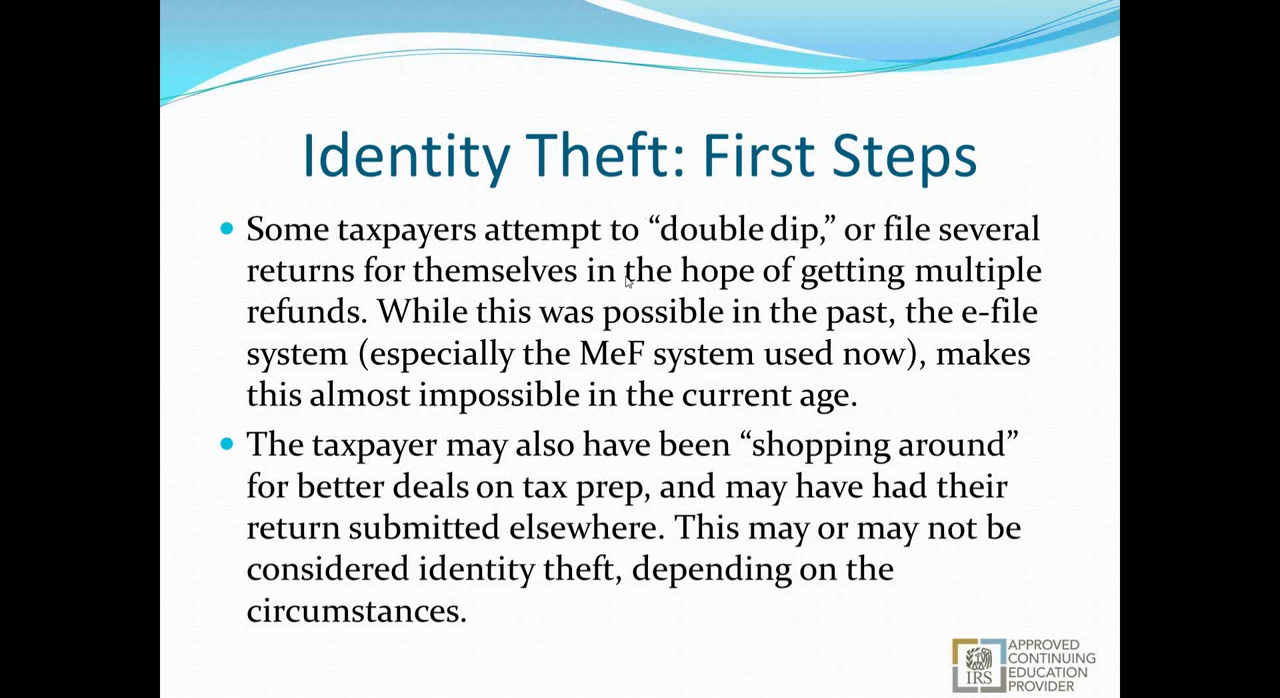 Identity Theft: First Steps
Some taxpayers attempt to “double dip,” or file several
returns for themselves in the hope of getting multiple
refunds. While this was possible in the past, the e-file
system (especially the MeF system used now), makes
this almost impossible in the current age.
The taxpayer may also have been “shopping around”
for better deals on tax prep, and may have had their
return submitted elsewhere. This may or may not be
considered identity theft, depending on the
circumstances.
IRS
APPROVED
CONTINUING
EDUCATION
PROVIDER